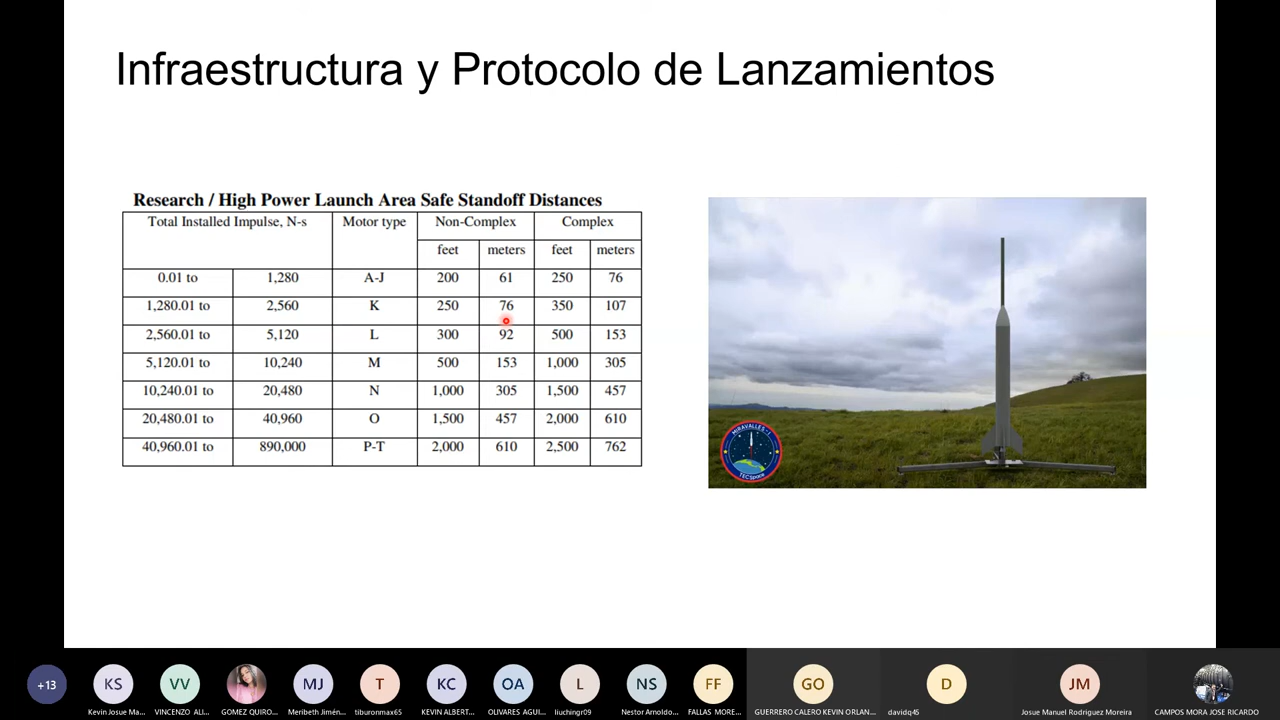 Infraestructura y Protocolo de Lanzamientos
Research / High Power Launch Area Safe Standoff Distances
Total Installed Impulse, N-s Motor type Non-Complex Complex
feet meters feet meters
0.01 to 1,280 A-J 200 61 250 76
1,280.01 to 2,560 K 250 76 350 107
2,560.01 to 5,120 L 300 92 500 153
5,120.01 to 10,240 M 500 153 1,000 305
10,240.01 to 20,480 N 1,000 305 1,500 457
20,480.01 to 40,960 O 1,500 457 2,000 610
40,960.01 to 890,000 P-T 2,000 610 2,500 762
MIRAVALLES-1
TECSpace
+13 KS VV MJ T KC OA L NS FF GO D JM
Kevin Josue Ma... VINCENZO ALI... GOMEZ QUIRO... Meribeth Jimén... tiburonmax65 KEVIN ALBERT... OLIVARES AGUI... liuchingr09 Nestor Arnoldo... FALLAS MORE... GUERRERO CALERO KEVIN ORLAN... davidq45 Josue Manuel Rodriguez Moreira CAMPOS MORA JOSE RICARDO